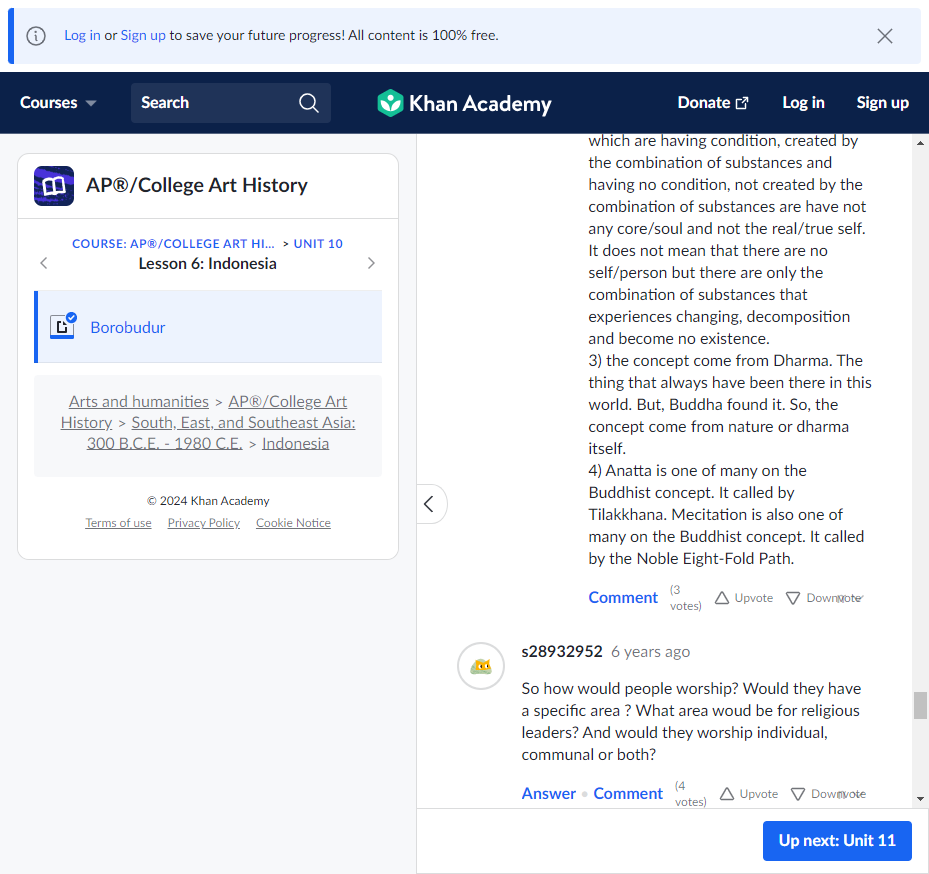 Log in or Sign up to save your future progress! All content is 100% free.
Courses
Search
Khan Academy
Donate
Log in
Sign up
AP®/College Art History
COURSE: AP®/COLLEGE ART HI... > UNIT 10
Lesson 6: Indonesia
Borobudur
Arts and humanities > AP®/College Art
History > South, East, and Southeast Asia:
300 B.C.E. - 1980 C.E. > Indonesia
© 2024 Khan Academy
Terms of use Privacy Policy Cookie Notice
which are having condition, created by
the combination of substances and
having no condition, not created by the
combination of substances are have not
any core/soul and not the real/true self.
It does not mean that there are no
self/person but there are only the
combination of substances that
experiences changing, decomposition
and become no existence.
3) the concept come from Dharma. The
thing that always have been there in this
world. But, Buddha found it. So, the
concept come from nature or dharma
itself.
4) Anatta is one of many on the
Buddhist concept. It called by
Tilakkhana. Mecitation is also one of
many on the Buddhist concept. It called
by the Noble Eight-Fold Path.
Comment
(3
votes)
Upvote
Downvote
s28932952 6 years ago
So how would people worship? Would they have
a specific area ? What area woud be for religious
leaders? And would they worship individual,
communal or both?
Answer • Comment
(4
votes)
Upvote
Downvote
Up next: Unit 11